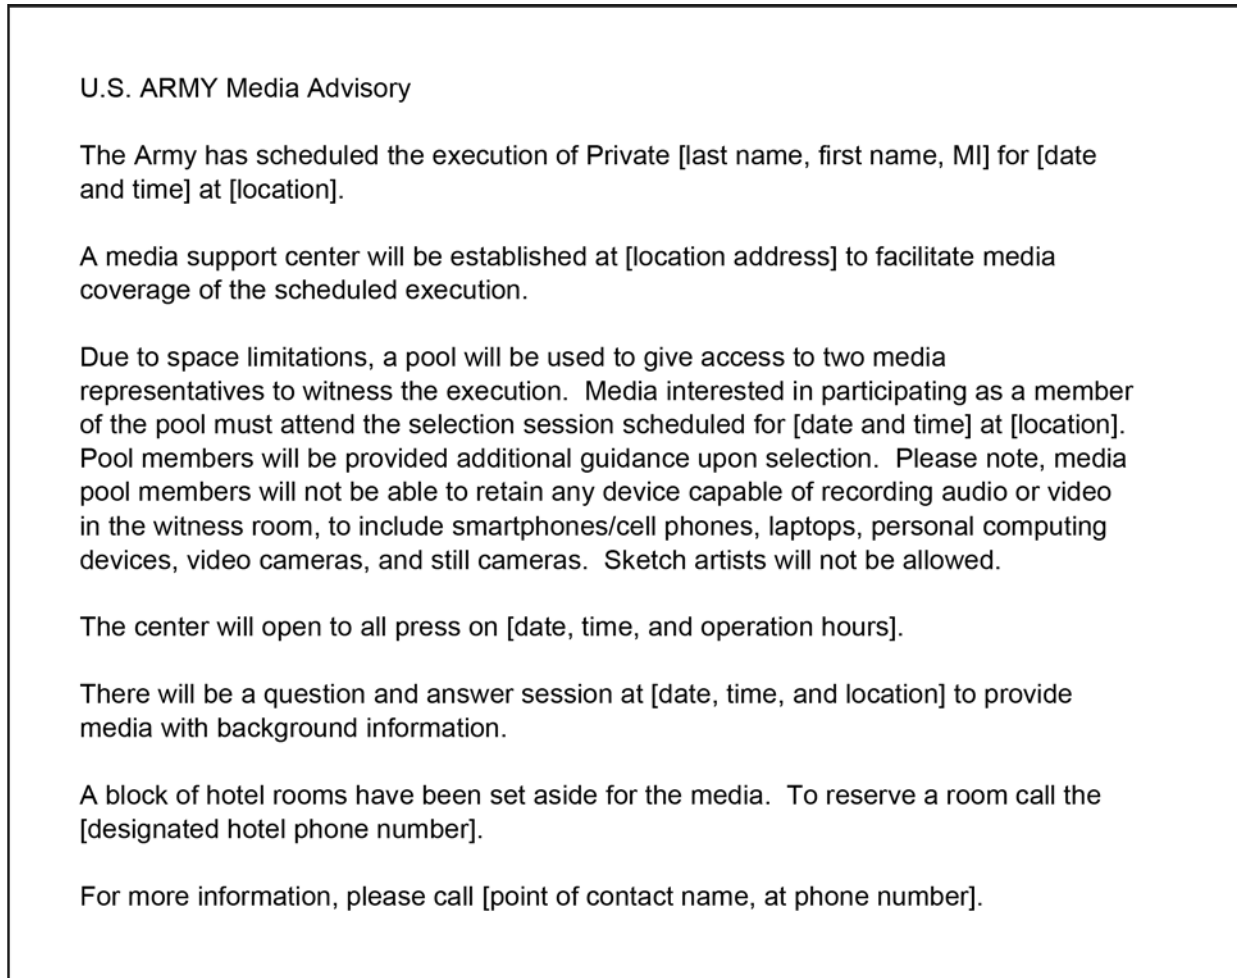 U.S. ARMY Media Advisory
The Army has scheduled the execution of Private [last name, first name, MI] for [date
and time] at [location].
A media support center will be established at [location address] to facilitate media
coverage of the scheduled execution.
Due to space limitations, a pool will be used to give access to two media
representatives to witness the execution.  Media interested in participating as a member
of the pool must attend the selection session scheduled for [date and time] at [location].
Pool members will be provided additional guidance upon selection.  Please note, media
pool members will not be able to retain any device capable of recording audio or video
in the witness room, to include smartphones/cell phones, laptops, personal computing
devices, video cameras, and still cameras.  Sketch artists will not be allowed.
The center will open to all press on [date, time, and operation hours].
There will be a question and answer session at [date, time, and location] to provide
media with background information.
A block of hotel rooms have been set aside for the media.  To reserve a room call the
[designated hotel phone number].
For more information, please call [point of contact name, at phone number].